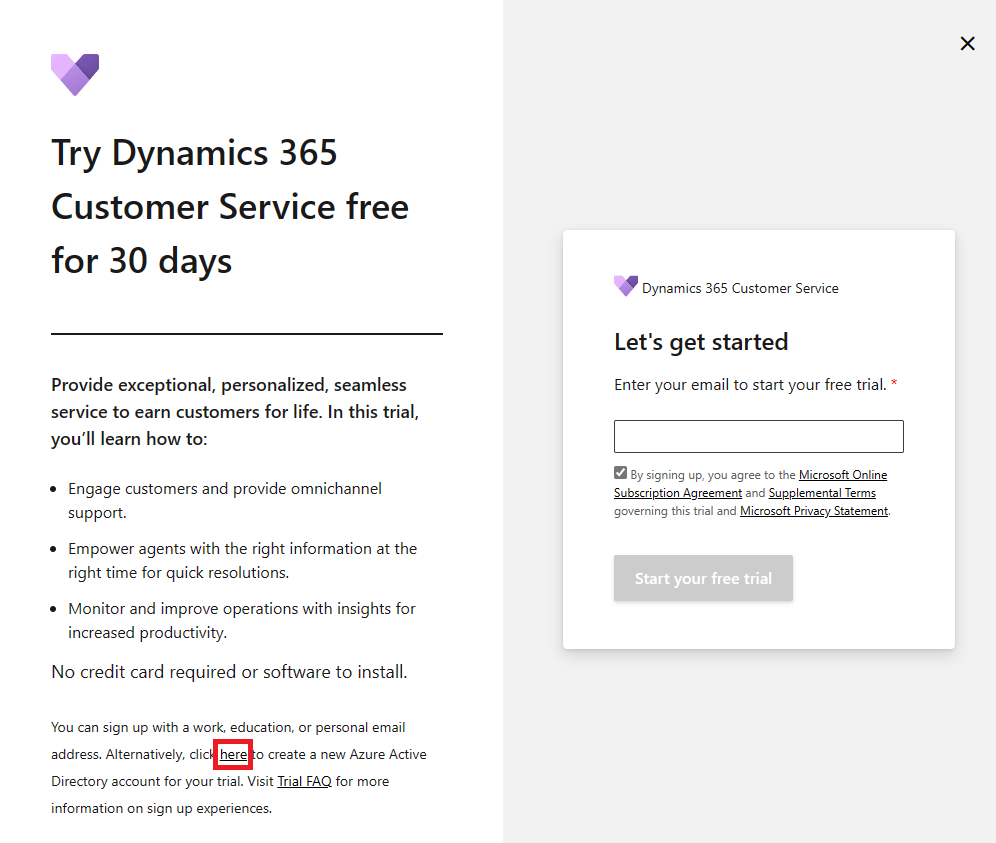 Try Dynamics 365
Customer Service free
for 30 days
Provide exceptional, personalized, seamless
service to earn customers for life. In this trial,
you’ll learn how to:
• Engage customers and provide omnichannel
support.
• Empower agents with the right information at the
right time for quick resolutions.
• Monitor and improve operations with insights for
increased productivity.
No credit card required or software to install.
You can sign up with a work, education, or personal email
address. Alternatively, click here to create a new Azure Active
Directory account for your trial. Visit Trial FAQ for more
information on sign up experiences.
Dynamics 365 Customer Service
Let's get started
Enter your email to start your free trial. *
By signing up, you agree to the Microsoft Online
Subscription Agreement and Supplemental Terms
governing this trial and Microsoft Privacy Statement.
Start your free trial